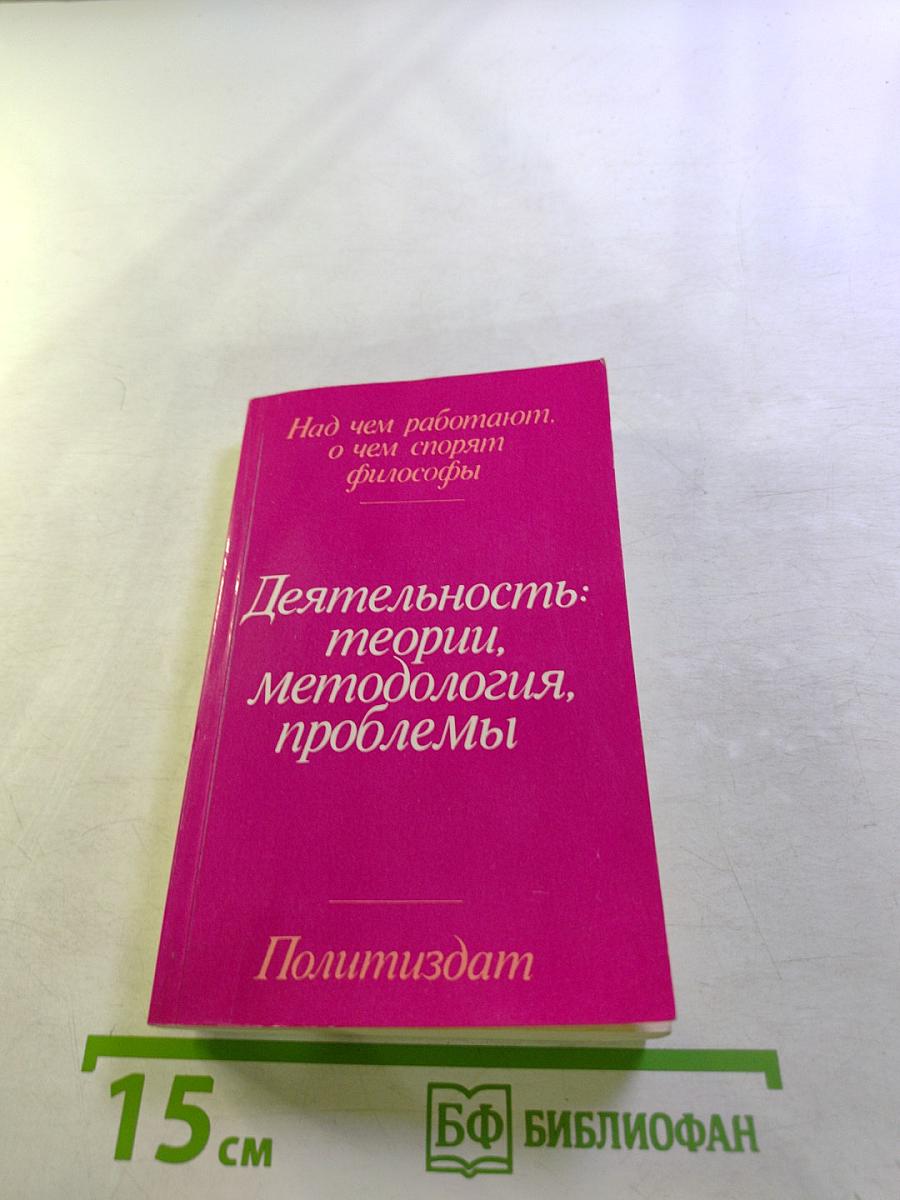 Над чем работают,
о чем спорят
философы
Деятельность:
теории,
методология,
проблемы
Политиздат
15 см
БФ БИБЛИОФАН